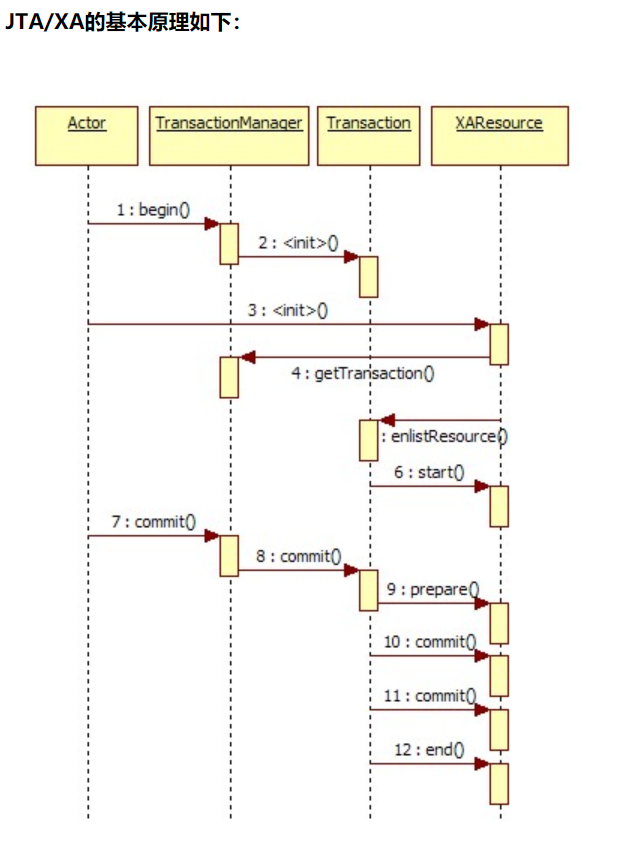 JTA/XA的基本原理如下：
Actor
TransactionManager
Transaction
XAResource
1 : begin()
2 : <init>()
3 : <init>()
4 : getTransaction()
: enlistResource()
6 : start()
7 : commit()
8 : commit()
9 : prepare()
10 : commit()
11 : commit()
12 : end()